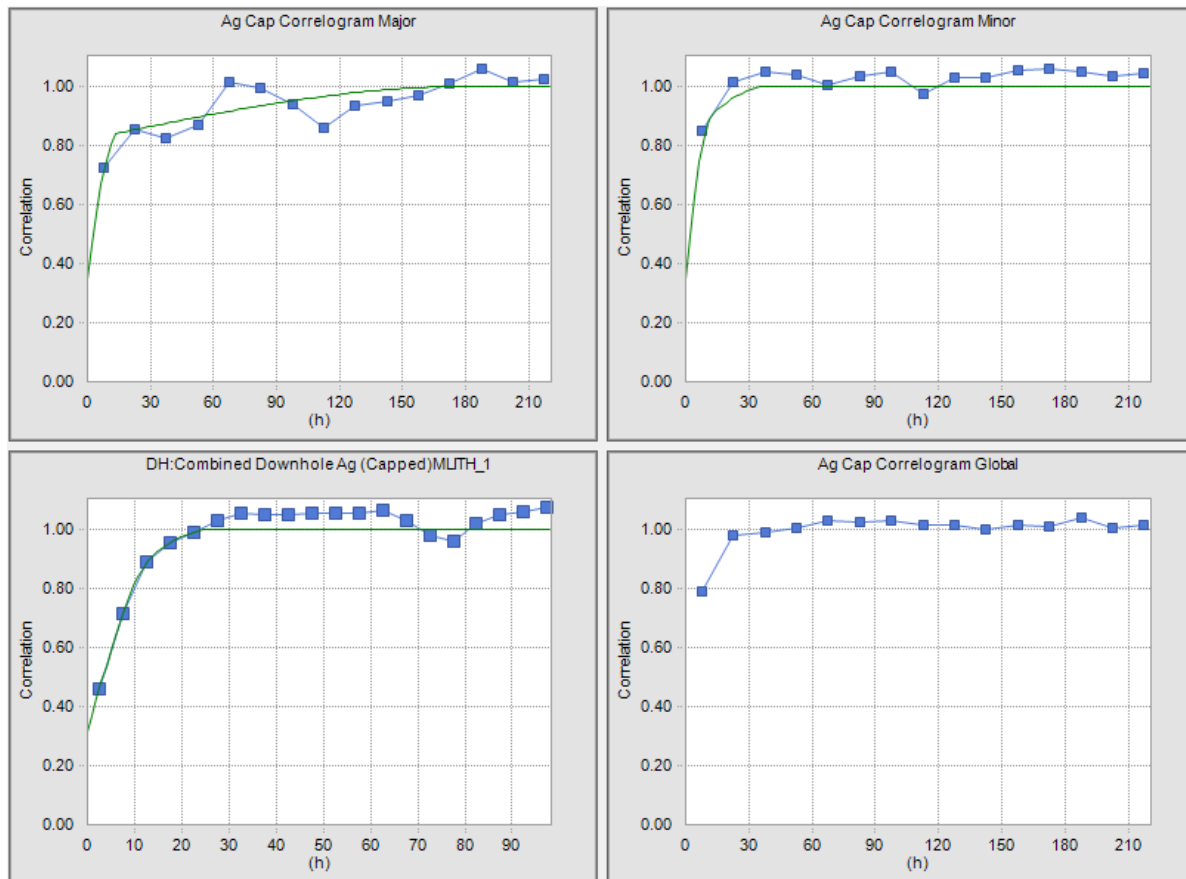 Ag Cap Correlogram Major
Correlation
1.00
0.80
0.60
0.40
0.20
0.00
0 30 60 90 120 150 180 210
(h)
Ag Cap Correlogram Minor
Correlation
1.00
0.80
0.60
0.40
0.20
0.00
0 30 60 90 120 150 180 210
(h)
DH:Combined Downhole Ag (Capped)MLITH_1
Correlation
1.00
0.80
0.60
0.40
0.20
0.00
0 10 20 30 40 50 60 70 80 90
(h)
Ag Cap Correlogram Global
Correlation
1.00
0.80
0.60
0.40
0.20
0.00
0 30 60 90 120 150 180 210
(h)